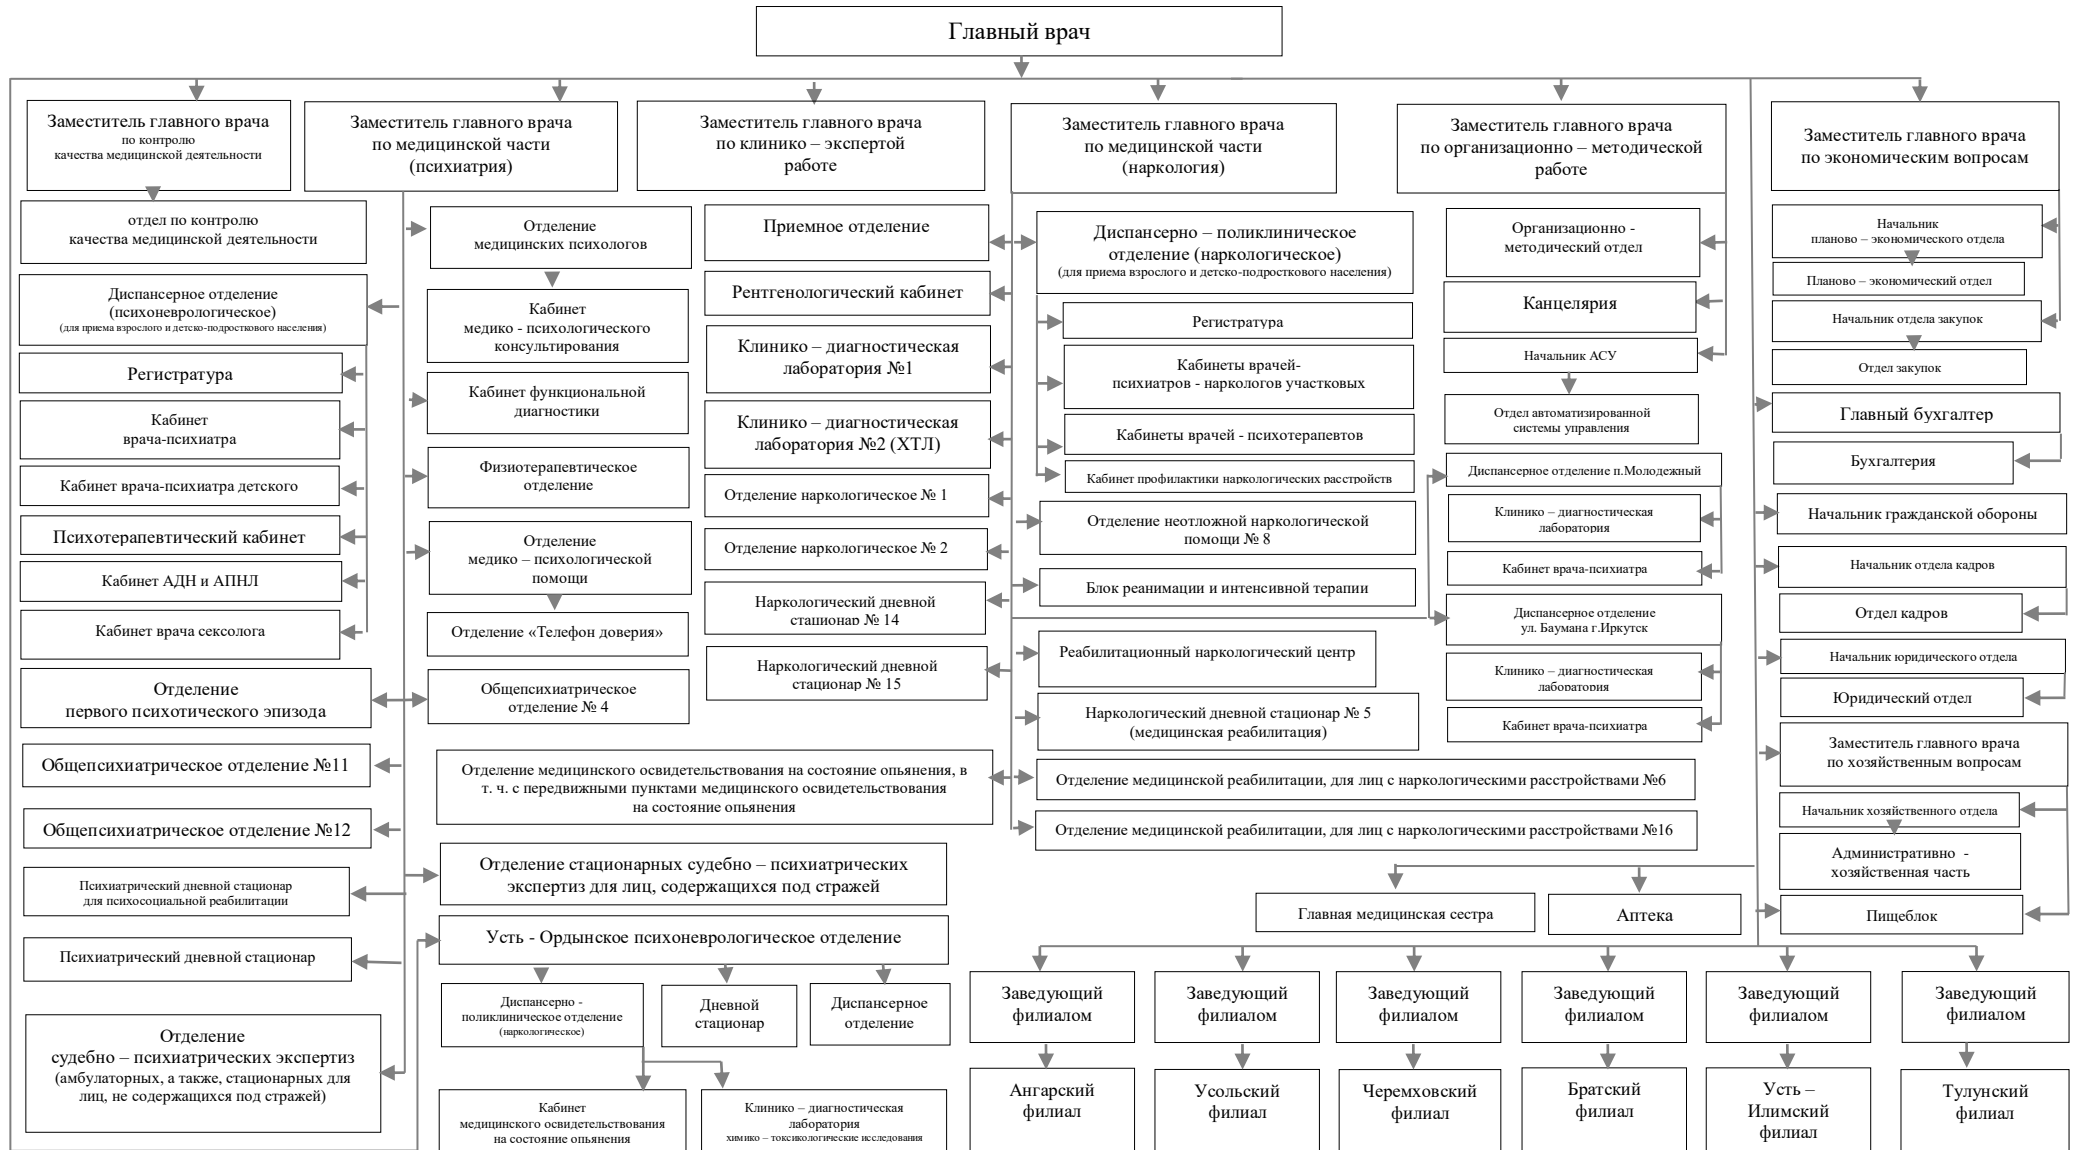 Главный врач
Заместитель главного врача
по контролю
качества медицинской деятельности
Заместитель главного врача
по медицинской части
(психиатрия)
Заместитель главного врача
по клинико – экспертой
работе
Заместитель главного врача
по медицинской части
(наркология)
Заместитель главного врача
по организационно – методической
работе
Заместитель главного врача
по экономическим вопросам
отдел по контролю
качества медицинской деятельности
Диспансерное отделение
(психоневрологическое)
(для приема взрослого и детско-подросткового населения)
Регистратура
Кабинет
врача-психиатра
Кабинет врача-психиатра детского
Психотерапевтический кабинет
Кабинет АДН и АПНЛ
Кабинет врача сексолога
Отделение
первого психотического эпизода
Общепсихиатрическое отделение №11
Общепсихиатрическое отделение №12
Психиатрический дневной стационар
для психосоциальной реабилитации
Психиатрический дневной стационар
Отделение
судебно – психиатрических экспертиз
(амбулаторных, а также, стационарных для
лиц, не содержащихся под стражей)
Отделение
медицинских психологов
Кабинет
медико - психологического
консультирования
Кабинет функциональной
диагностики
Физиотерапевтическое
отделение
Отделение
медико – психологической
помощи
Отделение «Телефон доверия»
Общепсихиатрическое
отделение № 4
Отделение медицинского освидетельствования на состояние опьянения, в
т. ч. с передвижными пунктами медицинского освидетельствования
на состояние опьянения
Отделение стационарных судебно – психиатрических
экспертиз для лиц, содержащихся под стражей
Усть - Ордынское психоневрологическое отделение
Диспансерно -
поликлиническое отделение
(наркологическое)
Дневной
стационар
Диспансерное
отделение
Кабинет
медицинского освидетельствования
на состояние опьянения
Клинико – диагностическая
лаборатория
химико – токсикологические исследования
Приемное отделение
Рентгенологический кабинет
Клинико – диагностическая
лаборатория №1
Клинико – диагностическая
лаборатория №2 (ХТЛ)
Отделение наркологическое № 1
Отделение наркологическое № 2
Наркологический дневной
стационар № 14
Наркологический дневной
стационар № 15
Диспансерно – поликлиническое
отделение (наркологическое)
(для приема взрослого и детско-подросткового населения)
Регистратура
Кабинеты врачей-
психиатров - наркологов участковых
Кабинеты врачей - психотерапевтов
Кабинет профилактики наркологических расстройств
Отделение неотложной наркологической
помощи № 8
Блок реанимации и интенсивной терапии
Реабилитационный наркологический центр
Наркологический дневной стационар № 5
(медицинская реабилитация)
Отделение медицинской реабилитации, для лиц с наркологическими расстройствами №6
Отделение медицинской реабилитации, для лиц с наркологическими расстройствами №16
Организационно -
методический отдел
Канцелярия
Начальник АСУ
Отдел автоматизированной
системы управления
Диспансерное отделение п.Молодежный
Клинико – диагностическая
лаборатория
Кабинет врача-психиатра
Диспансерное отделение
ул. Баумана г.Иркутск
Клинико – диагностическая
лаборатория
Кабинет врача-психиатра
Начальник
планово – экономического отдела
Планово – экономический отдел
Начальник отдела закупок
Отдел закупок
Главный бухгалтер
Бухгалтерия
Начальник гражданской обороны
Начальник отдела кадров
Отдел кадров
Начальник юридического отдела
Юридический отдел
Заместитель главного врача
по хозяйственным вопросам
Начальник хозяйственного отдела
Административно -
хозяйственная часть
Пищеблок
Главная медицинская сестра
Аптека
Заведующий
филиалом
Заведующий
филиалом
Заведующий
филиалом
Заведующий
филиалом
Заведующий
филиалом
Заведующий
филиалом
Ангарский
филиал
Усольский
филиал
Черемховский
филиал
Братский
филиал
Усть –
Илимский
филиал
Тулунский
филиал